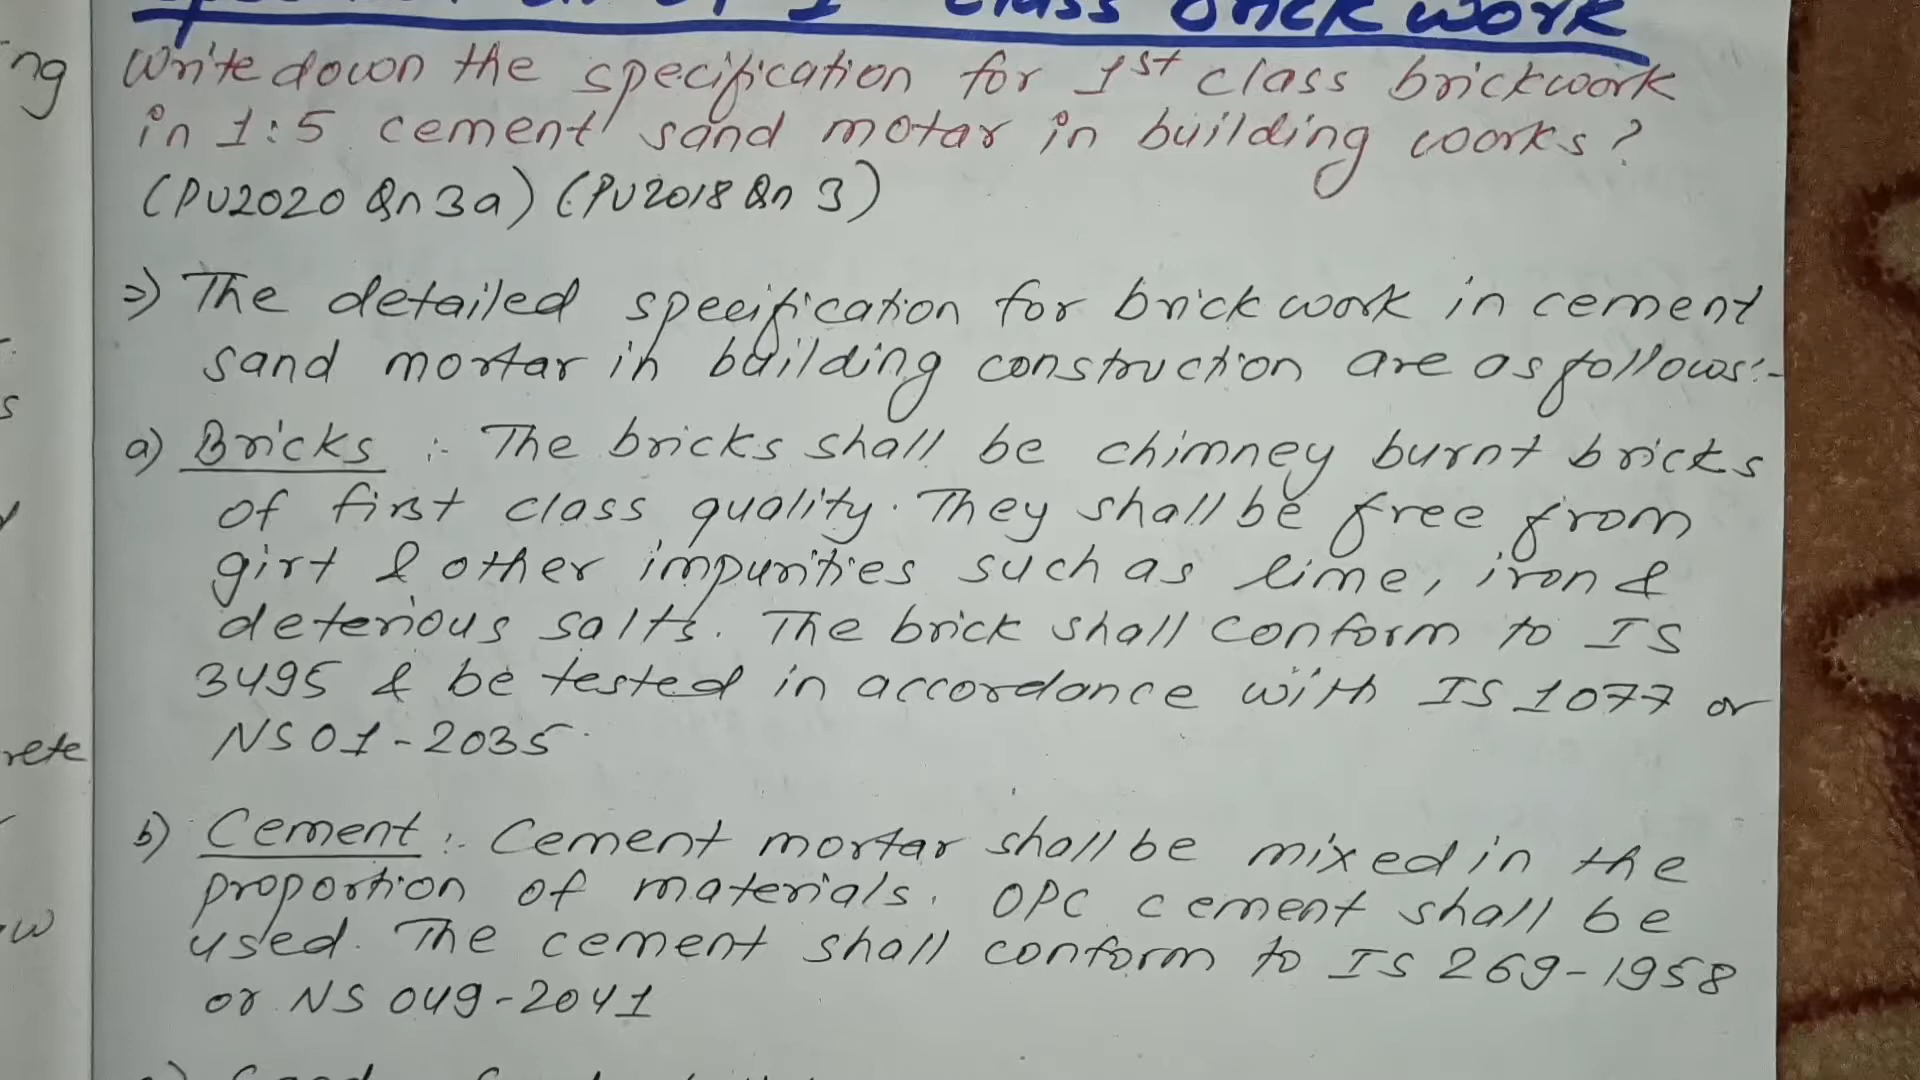 class brickwork
ng
Write down the specification for 1st class brickwork
in 1:5 cement sand motar in building works?
(PU2020 Qn 3a) (PU2018 Qn 3)
=) The detailed speeification for brick work in cement
sand mortar in building construction are as follows:-
s
a) Bricks :- The bricks shall be chimney burnt bricks
of first class quality. They shall be free from
girt & other impurities such as lime, iron &
deterious salts. The brick shall conform to IS
3495 & be tested in accordance with IS 1077 or
NS 01-2035
rete
b) Cement :- Cement mortar shall be mixed in the
proportion of materials. OPC cement shall be
w
used. The cement shall conform to IS 269-1958
or NS 049-2041